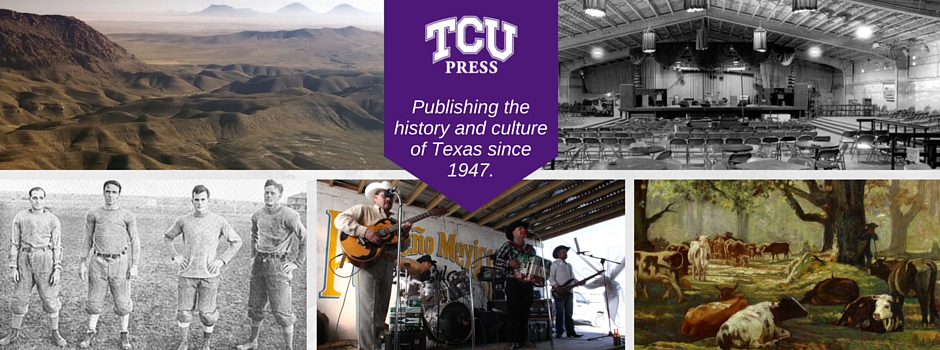 TCU
PRESS
Publishing the
history and culture
of Texas since
1947.